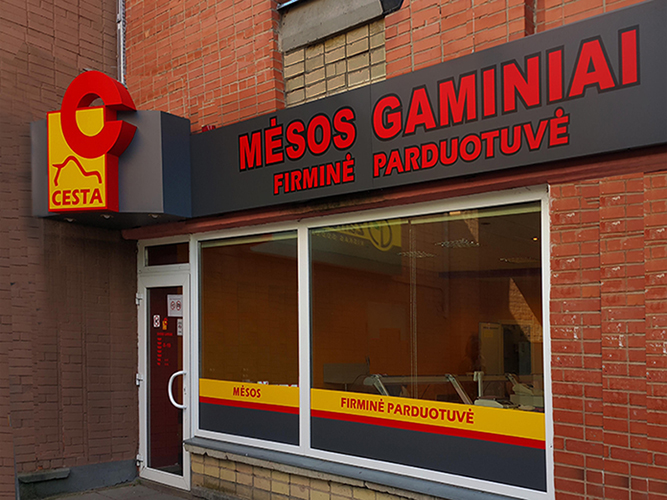 CESTA
MĖSOS GAMINIAI
FIRMINĖ PARDUOTUVĖ
MĖSOS
FIRMINĖ PARDUOTUVĖ